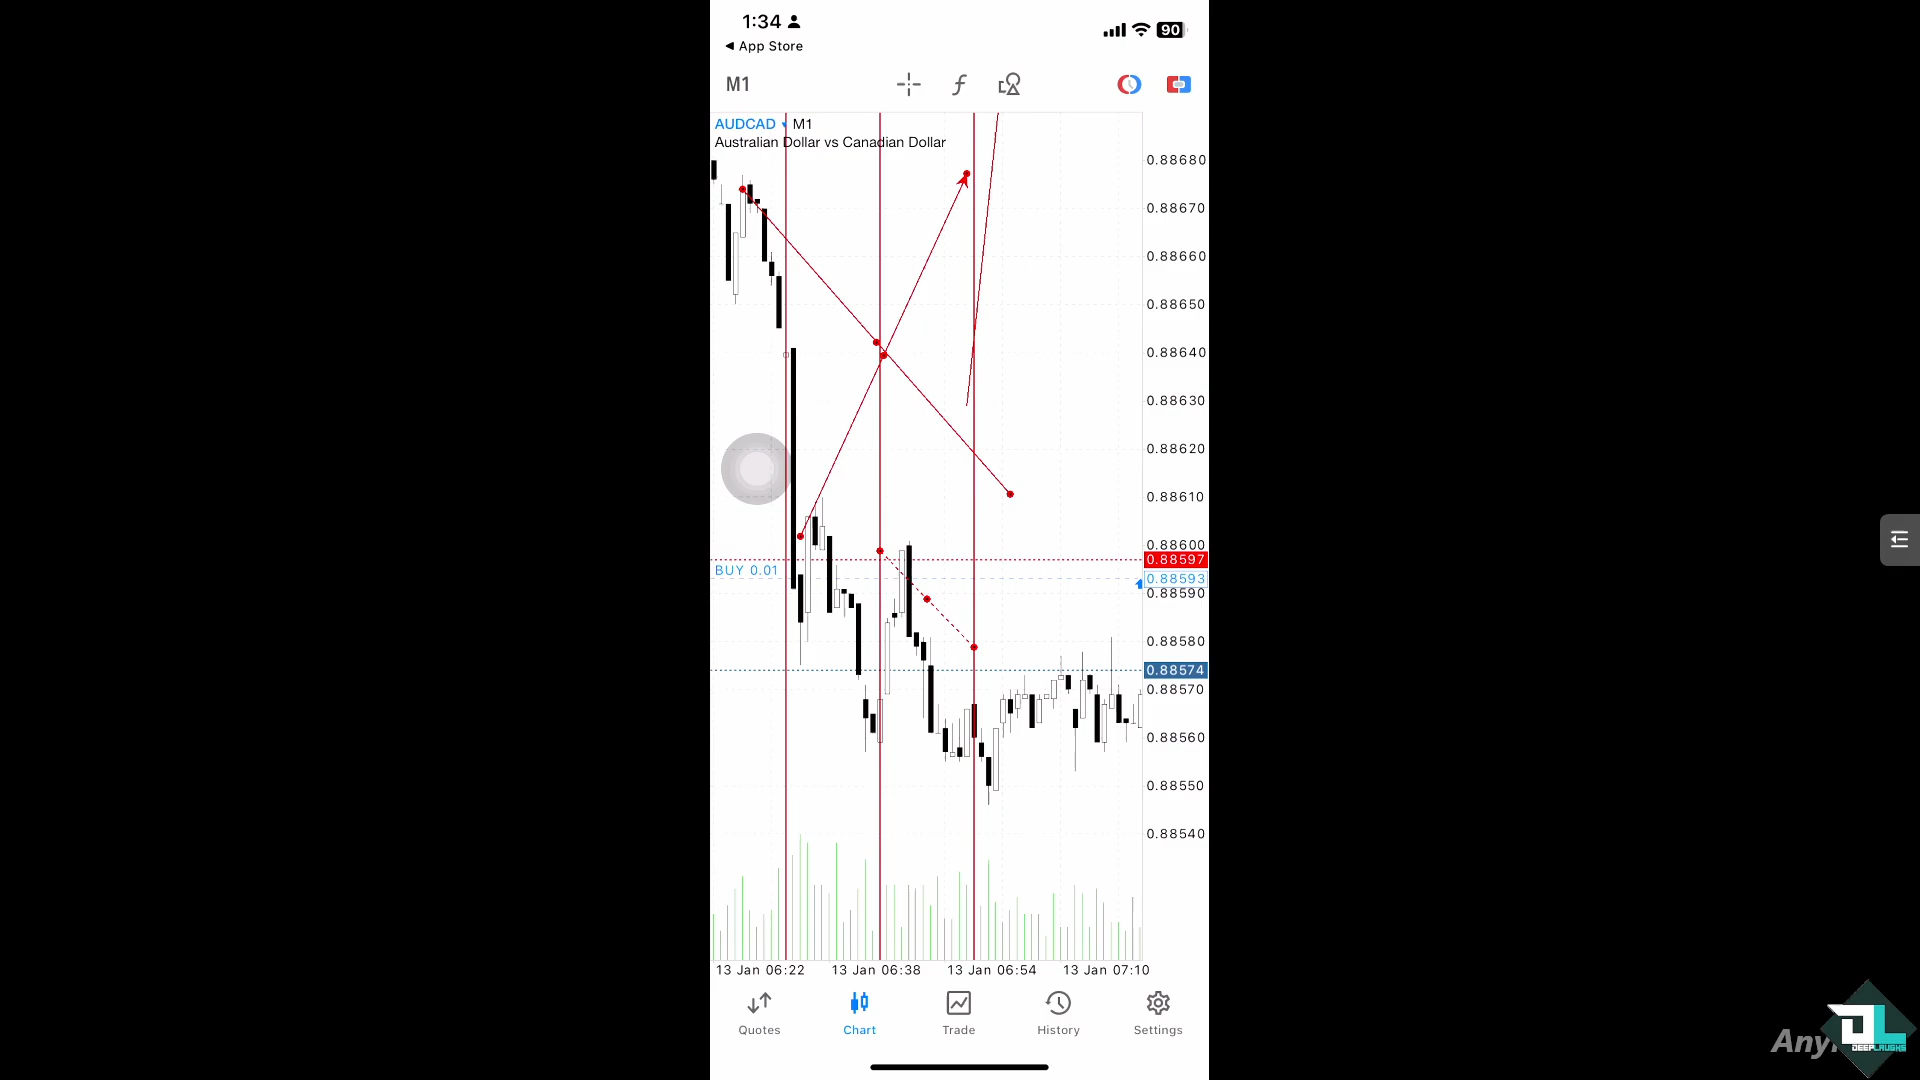 1:34
90
◀ App Store
M1
AUDCAD M1
Australian Dollar vs Canadian Dollar
0.88680
0.88670
0.88660
0.88650
0.88640
0.88630
0.88620
0.88610
0.88600
0.88597
BUY 0.01
0.88593
0.88590
0.88580
0.88574
0.88570
0.88560
0.88550
0.88540
13 Jan 06:22
13 Jan 06:38
13 Jan 06:54
13 Jan 07:10
Quotes
Chart
Trade
History
Settings
Any
DL
DEEPLAUGHS